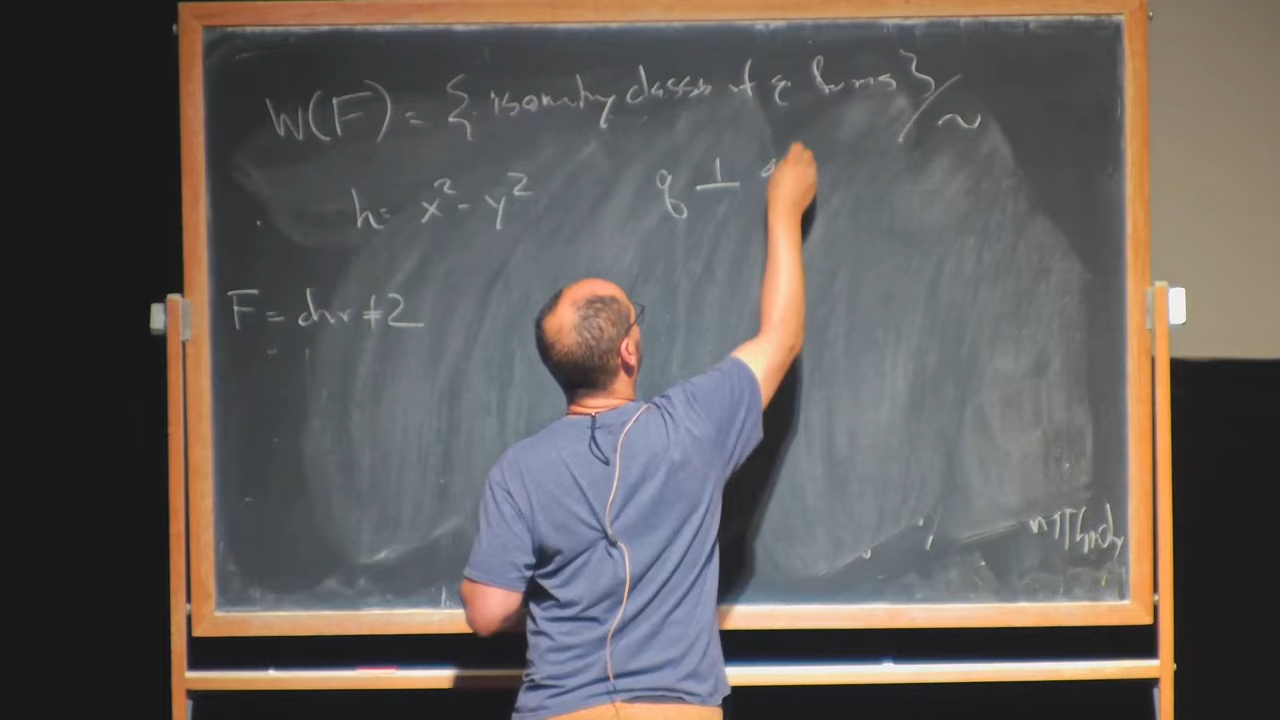 W(F) = { isometry classes of q forms } / ~
h = x² - y² q ⊥
F = char ≠ 2